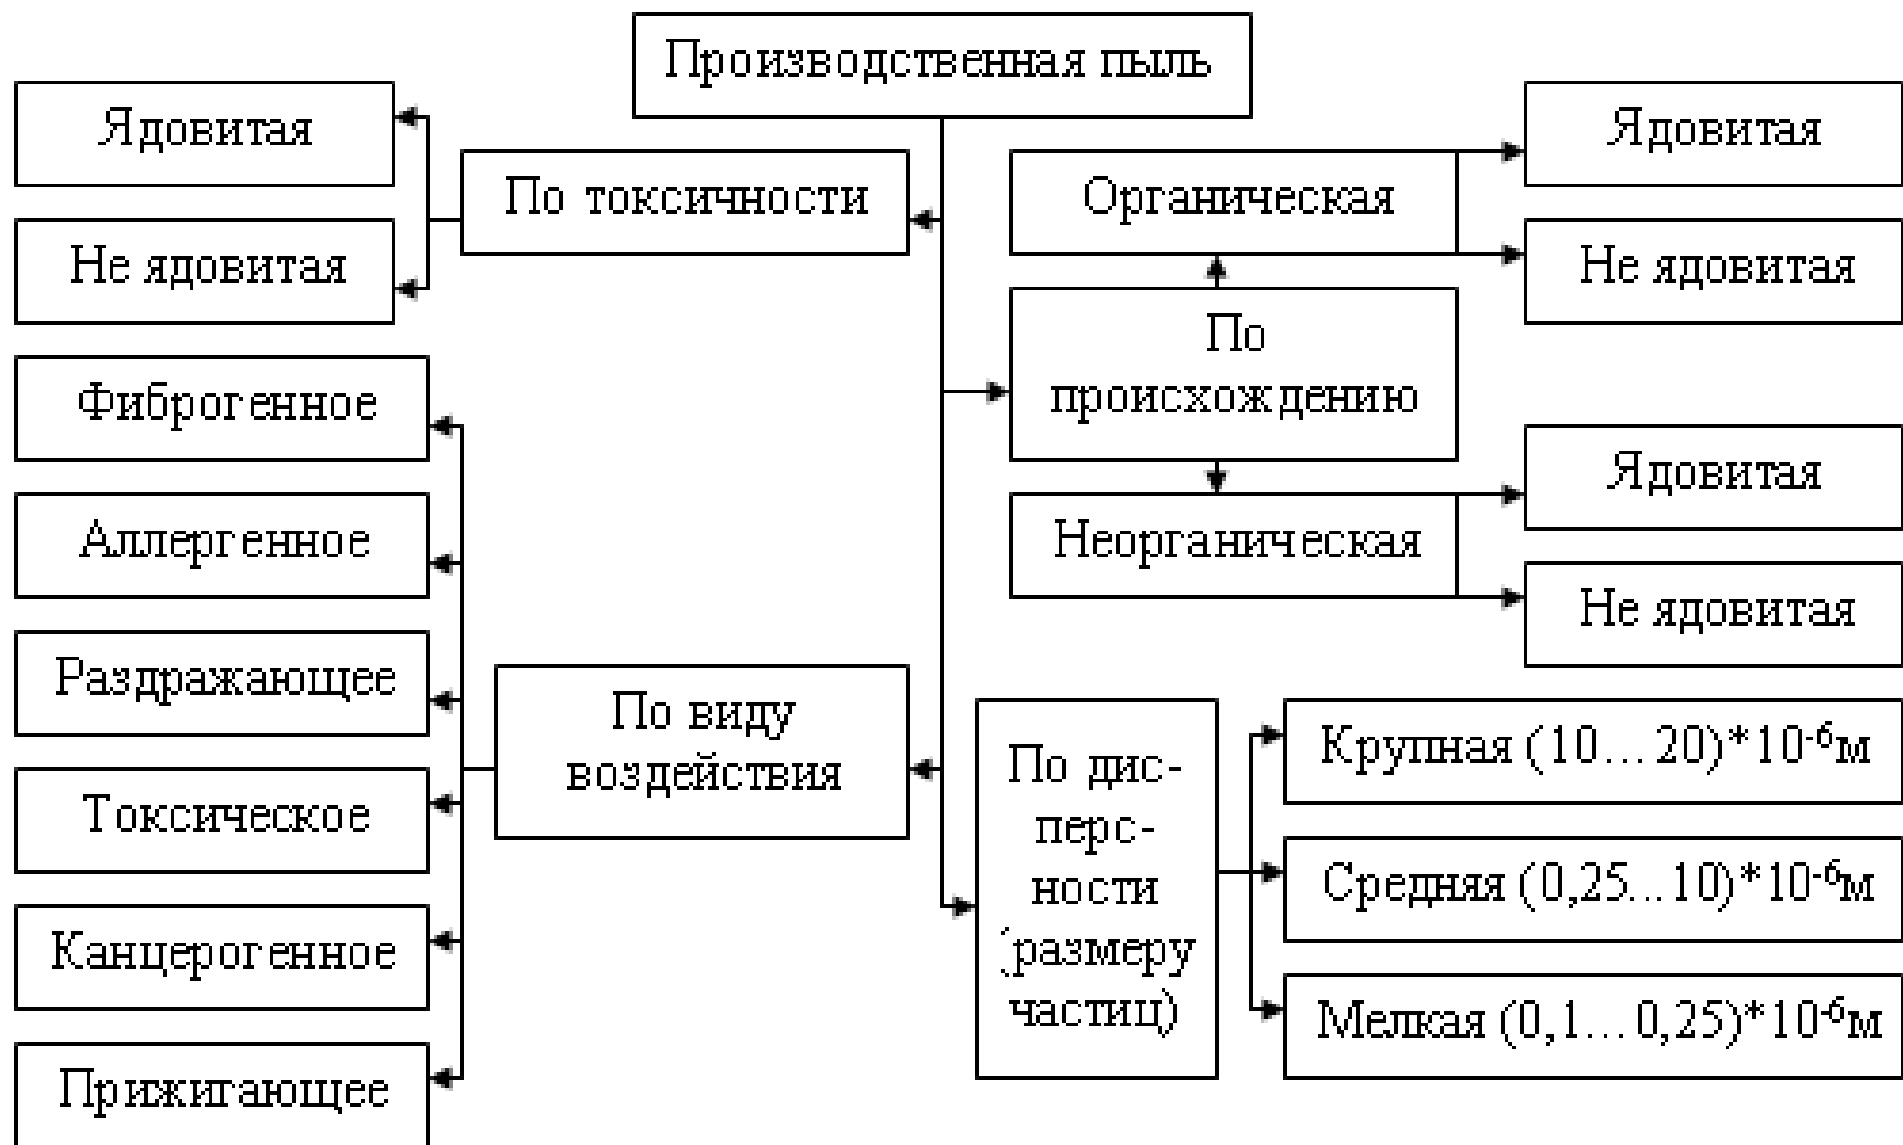 Производственная пыль
По токсичности
Ядовитая
Не ядовитая
По
происхождению
Органическая
Ядовитая
Не ядовитая
Неорганическая
Ядовитая
Не ядовитая
По виду
воздействия
Фиброгенное
Аллергенное
Раздражающее
Токсическое
Канцерогенное
Прижигающее
По дис-
перс-
ности
(размеру
частиц)
Крупная (10...20)*10⁻⁶м
Средняя (0,25...10)*10⁻⁶м
Мелкая (0,1...0,25)*10⁻⁶м